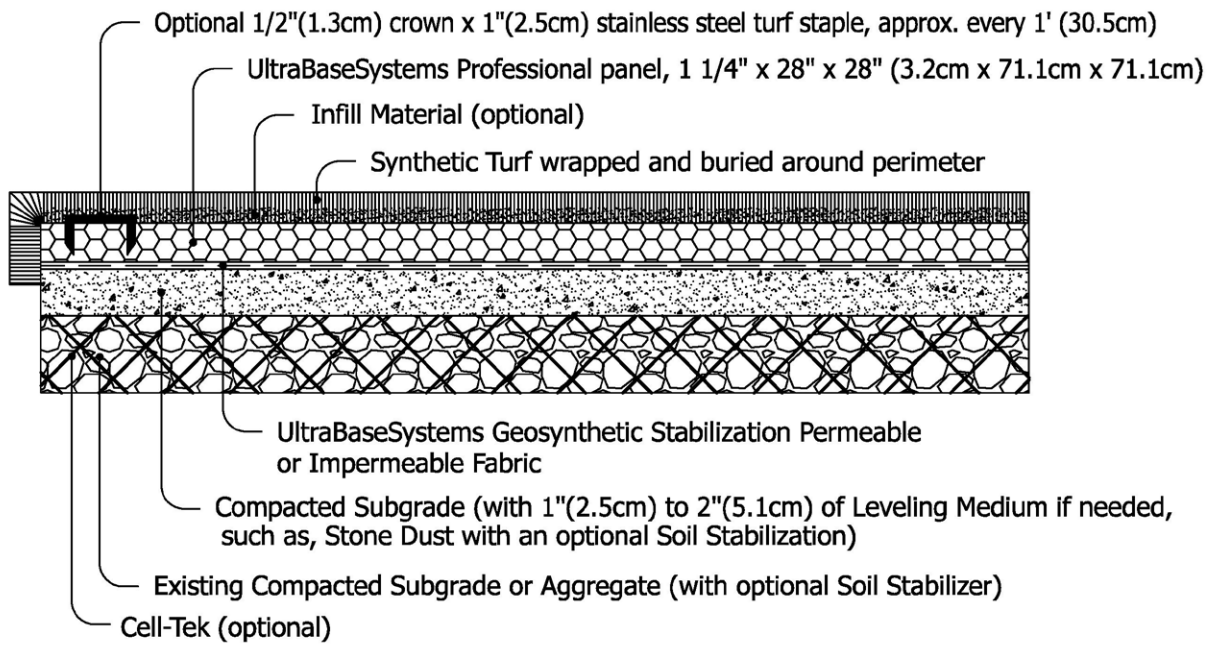 Optional 1/2"(1.3cm) crown x 1"(2.5cm) stainless steel turf staple, approx. every 1' (30.5cm)
UltraBaseSystems Professional panel, 1 1/4" x 28" x 28" (3.2cm x 71.1cm x 71.1cm)
Infill Material (optional)
Synthetic Turf wrapped and buried around perimeter
UltraBaseSystems Geosynthetic Stabilization Permeable
or Impermeable Fabric
Compacted Subgrade (with 1"(2.5cm) to 2"(5.1cm) of Leveling Medium if needed,
such as, Stone Dust with an optional Soil Stabilization)
Existing Compacted Subgrade or Aggregate (with optional Soil Stabilizer)
Cell-Tek (optional)